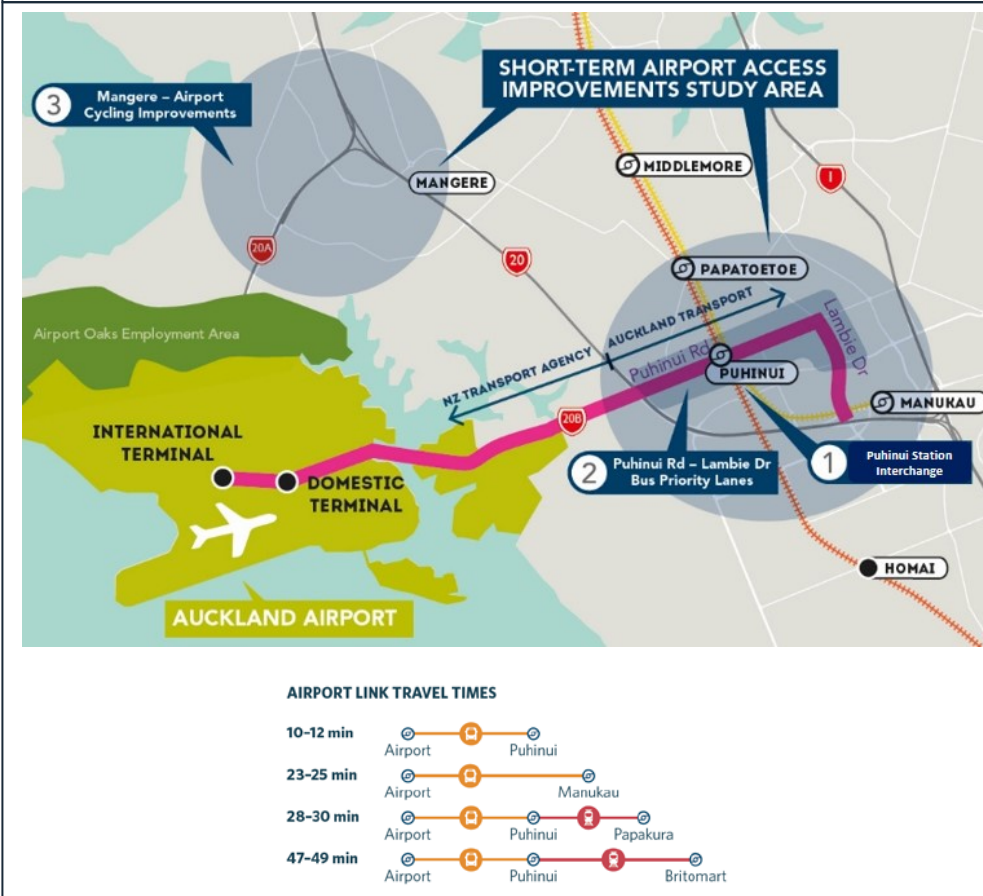 SHORT-TERM AIRPORT ACCESS
IMPROVEMENTS STUDY AREA
3
Mangere – Airport
Cycling Improvements
MIDDLEMORE
1
MANGERE
20A
20
PAPATOETOE
AUCKLAND TRANSPORT
NZ TRANSPORT AGENCY
Airport Oaks Employment Area
Puhinui Rd
Lambie Dr
PUHINUI
MANUKAU
20B
INTERNATIONAL
TERMINAL
DOMESTIC
TERMINAL
2
Puhinui Rd – Lambie Dr
Bus Priority Lanes
1
Puhinui Station
Interchange
HOMAI
AUCKLAND AIRPORT
AIRPORT LINK TRAVEL TIMES
10–12 min
Airport Puhinui
23–25 min
Airport Manukau
28–30 min
Airport Puhinui Papakura
47–49 min
Airport Puhinui Britomart